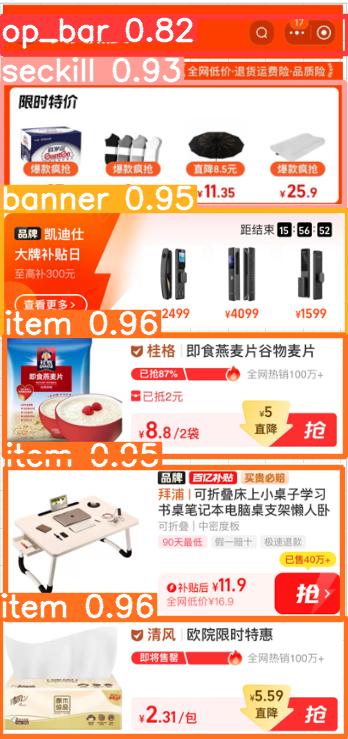 op_bar 0.82
17
seckill 0.93
全网低价·退货运费险·品质险
限时特价
爆款疯抢
爆款疯抢
直降8.5元
爆款疯抢
¥11.35
¥25.9
banner 0.95
品牌 凯迪仕
大牌补贴日
至高补300元
查看更多>
距结束 15:56:52
2499
¥4099
¥1599
item 0.96
桂格 即食燕麦片谷物麦片
已抢87%
全网热销100万+
已抵2元
¥8.8/2袋
¥5
直降
抢
即食燕麦片
item 0.95
品牌 百亿补贴 买贵必赔
拜浦 | 可折叠床上小桌子学习
书桌笔记本电脑桌支架懒人卧
可折叠 | 中密度板
90天最低 假一赔十 极速退款
已售40万+
补贴后 ¥11.9
全网低价¥16.9
抢>
item 0.96
清风 欧院限时特惠
即将售罄
全网热销100万+
¥2.31/包
¥5.59
直降
抢